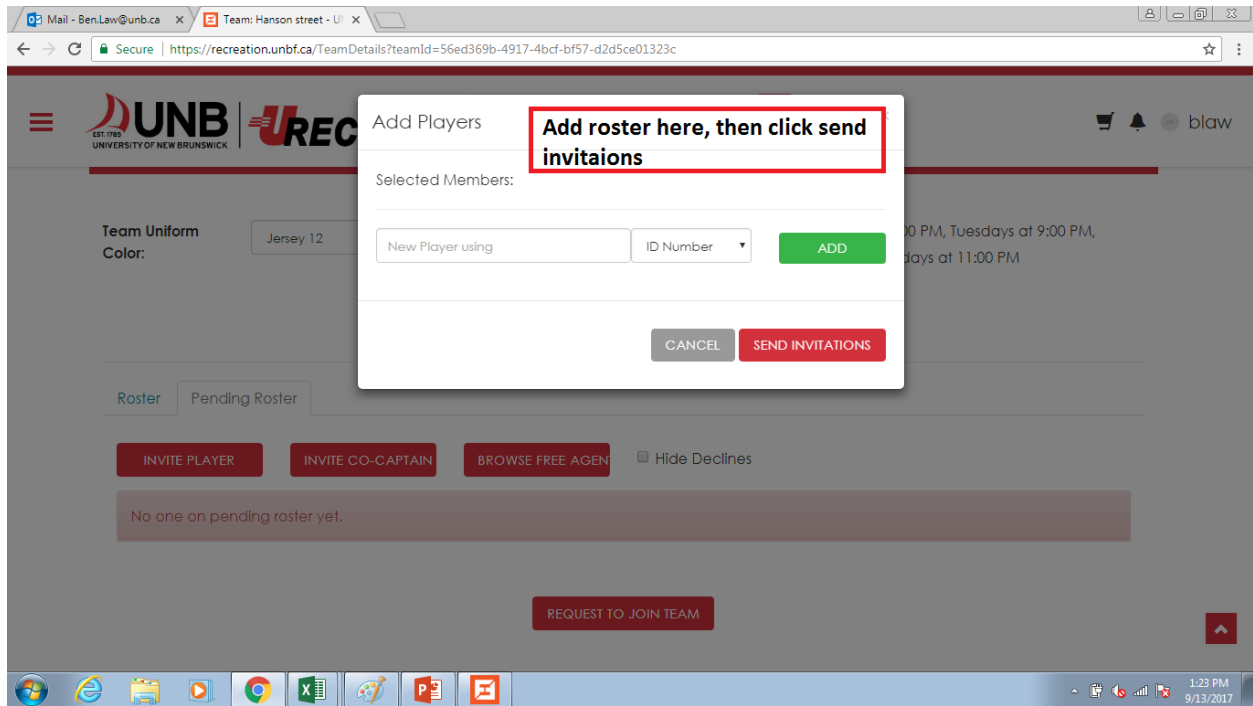 Mail - Ben.Law@unb.ca
Team: Hanson street - U
Secure | https://recreation.unbf.ca/TeamDetails?teamId=56ed369b-4917-4bcf-bf57-d2d5ce01323c
EST. 1785
UNB
UNIVERSITY OF NEW BRUNSWICK
UREC
blaw
Add Players
Add roster here, then click send
invitaions
Selected Members:
Team Uniform
Color:
Jersey 12
New Player using
ID Number
ADD
PM, Tuesdays at 9:00 PM,
days at 11:00 PM
CANCEL
SEND INVITATIONS
Roster
Pending Roster
INVITE PLAYER
INVITE CO-CAPTAIN
BROWSE FREE AGEN
Hide Declines
No one on pending roster yet.
REQUEST TO JOIN TEAM
1:23 PM
9/13/2017